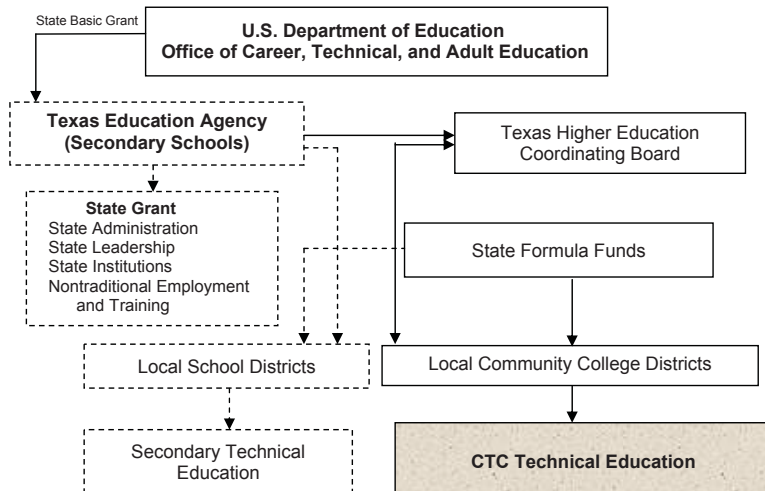 State Basic Grant
U.S. Department of Education
Office of Career, Technical, and Adult Education
Texas Education Agency
(Secondary Schools)
Texas Higher Education
Coordinating Board
State Grant
State Administration
State Leadership
State Institutions
Nontraditional Employment
and Training
State Formula Funds
Local School Districts
Local Community College Districts
Secondary Technical
Education
CTC Technical Education